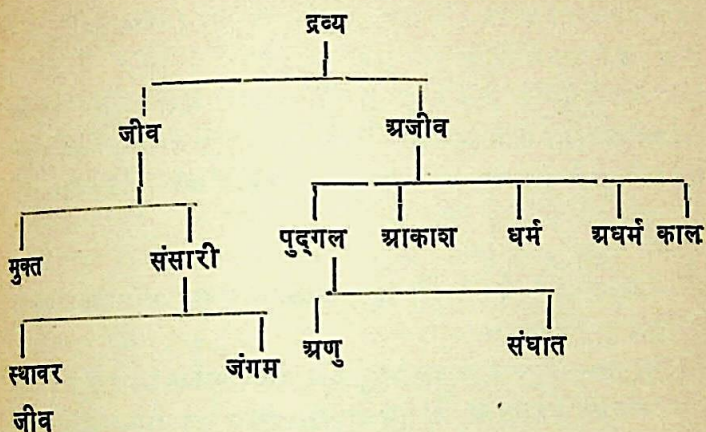 द्रव्य
जीव अजीव
मुक्त संसारी पुद्गल आकाश धर्म अधर्म काल
स्थावर जंगम अणु संघात
जीव